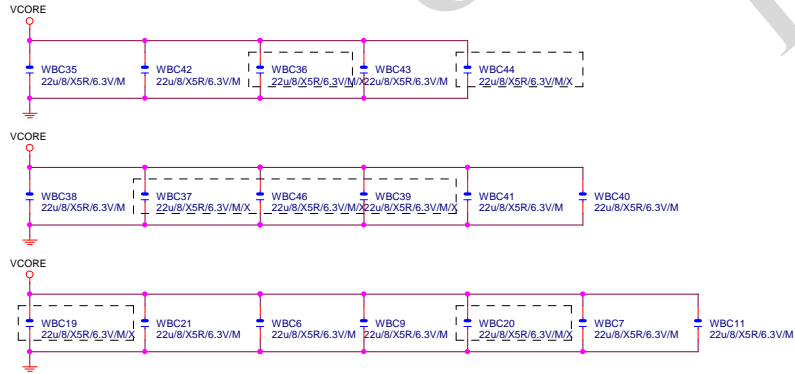 VCORE
WBC35 WBC42 WBC36 WBC43 WBC44
22u/8/X5R/6.3V/M 22u/8/X5R/6.3V/M 22u/8/X5R/6.3V/M/X 22u/8/X5R/6.3V/M 22u/8/X5R/6.3V/M/X
VCORE
WBC38 WBC37 WBC46 WBC39 WBC41 WBC40
22u/8/X5R/6.3V/M 22u/8/X5R/6.3V/M/X 22u/8/X5R/6.3V/M/X 22u/8/X5R/6.3V/M/X 22u/8/X5R/6.3V/M 22u/8/X5R/6.3V/M
VCORE
WBC19 WBC21 WBC6 WBC9 WBC20 WBC7 WBC11
22u/8/X5R/6.3V/M/X 22u/8/X5R/6.3V/M 22u/8/X5R/6.3V/M 22u/8/X5R/6.3V/M 22u/8/X5R/6.3V/M/X 22u/8/X5R/6.3V/M 22u/8/X5R/6.3V/M